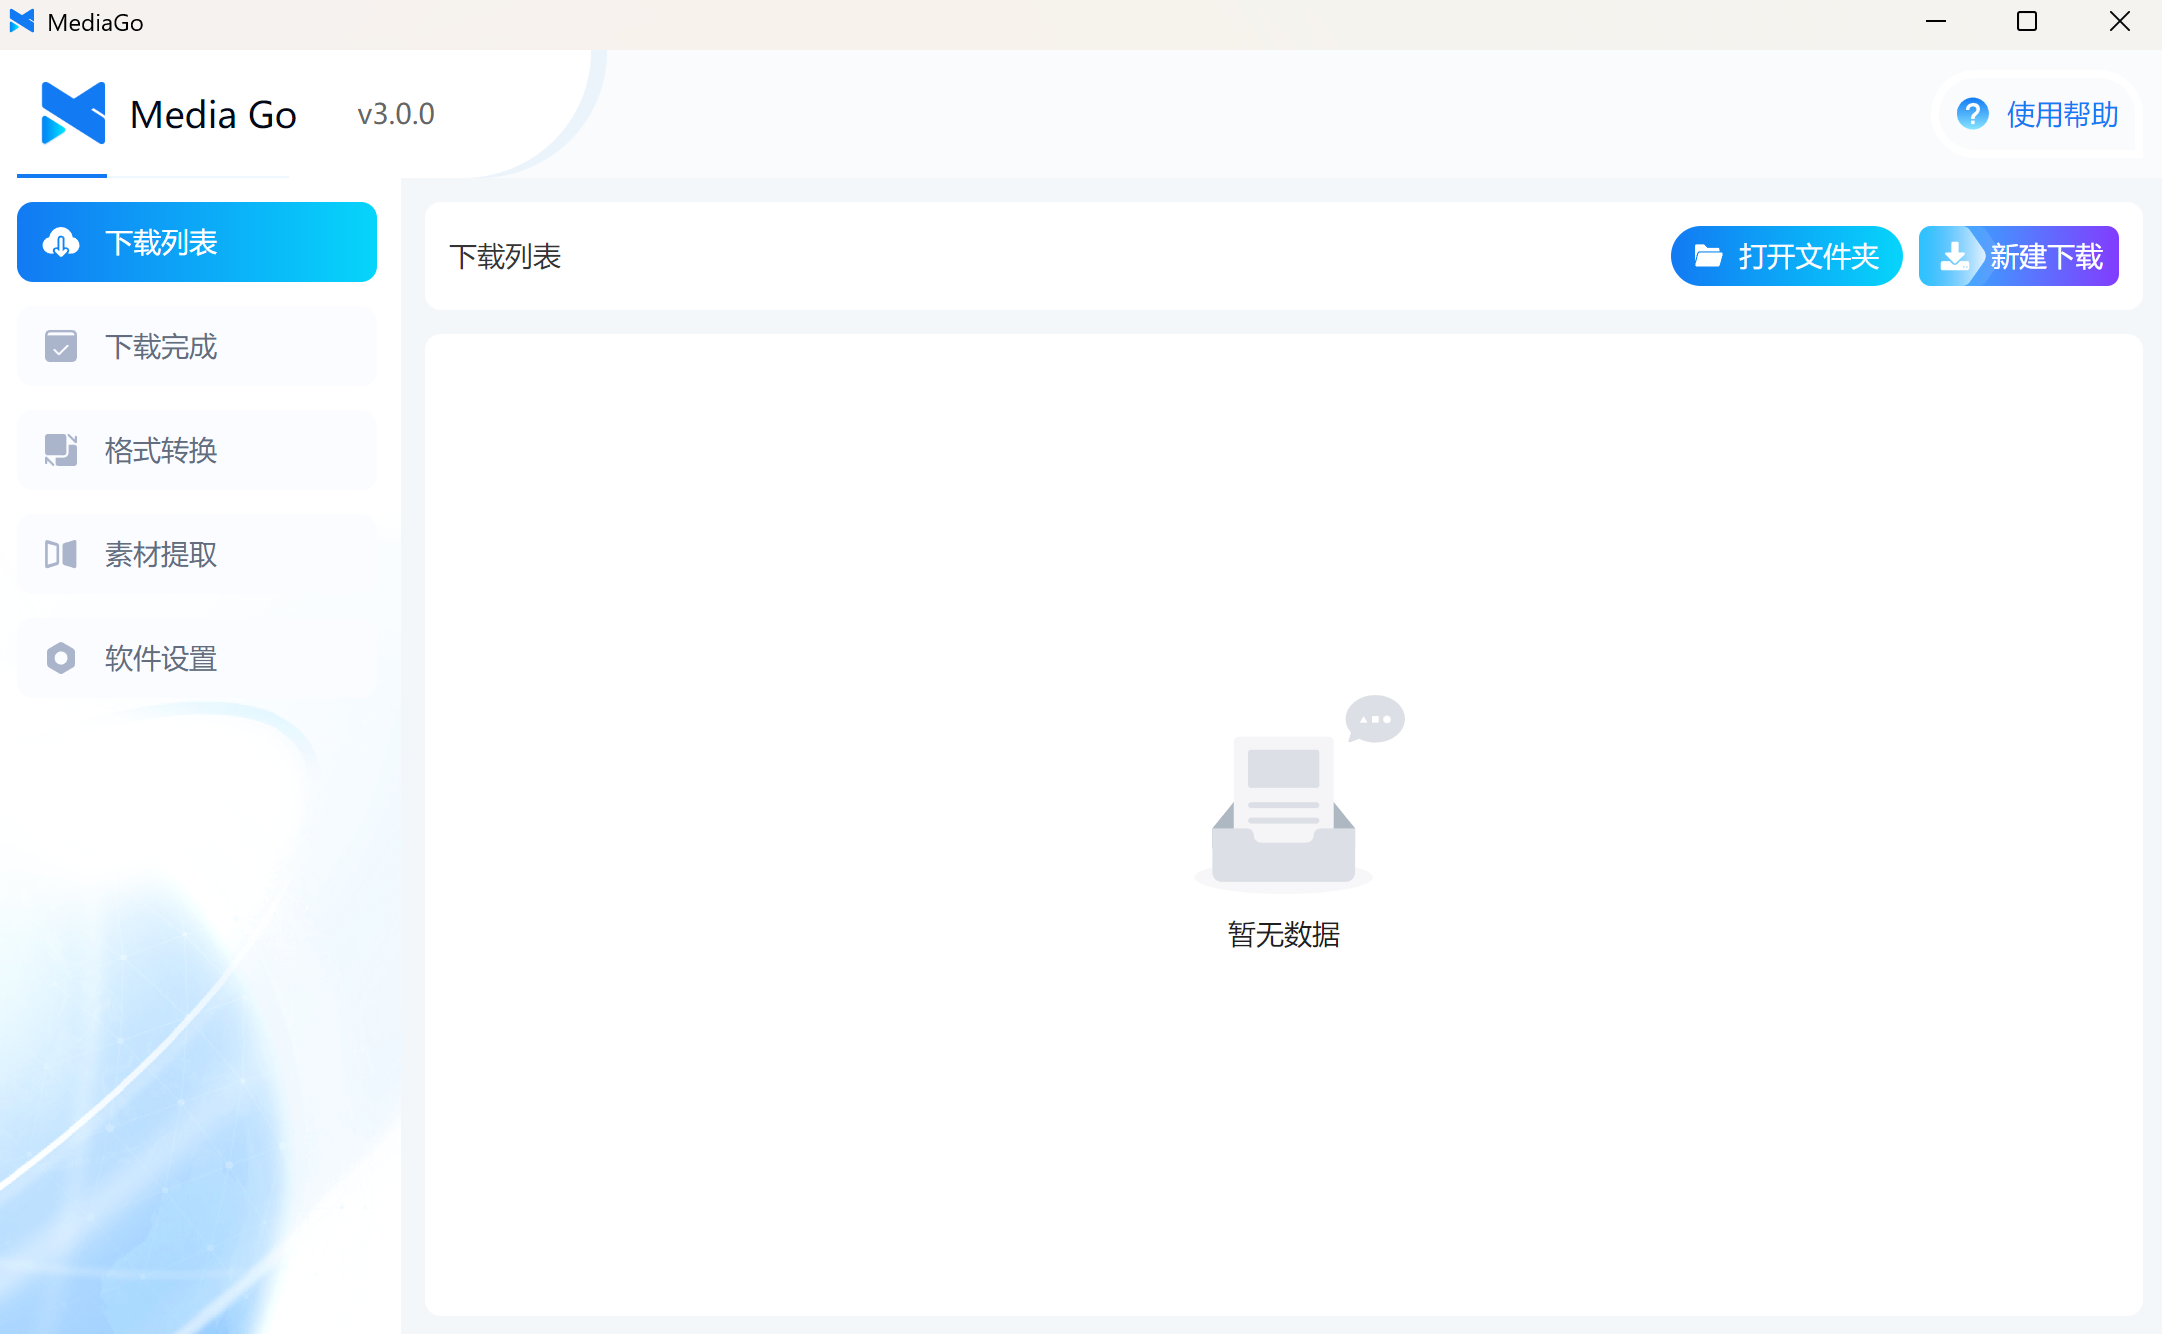 MediaGo
Media Go v3.0.0
使用帮助
下载列表
下载完成
格式转换
素材提取
软件设置
下载列表
打开文件夹
新建下载
暂无数据